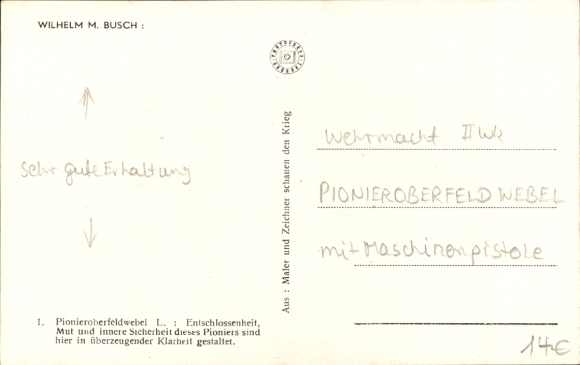 WILHELM M. BUSCH :
Sehr gute Erhaltung
1. Pionieroberfeldwebel L. : Entschlossenheit,
Mut und innere Sicherheit dieses Pioniers sind
hier in überzeugender Klarheit gestaltet.
Aus : Maler und Zeichner schauen den Krieg
Wehrmacht II Wk
PIONIEROBERFELDWEBEL
mit Maschinenpistole
14€